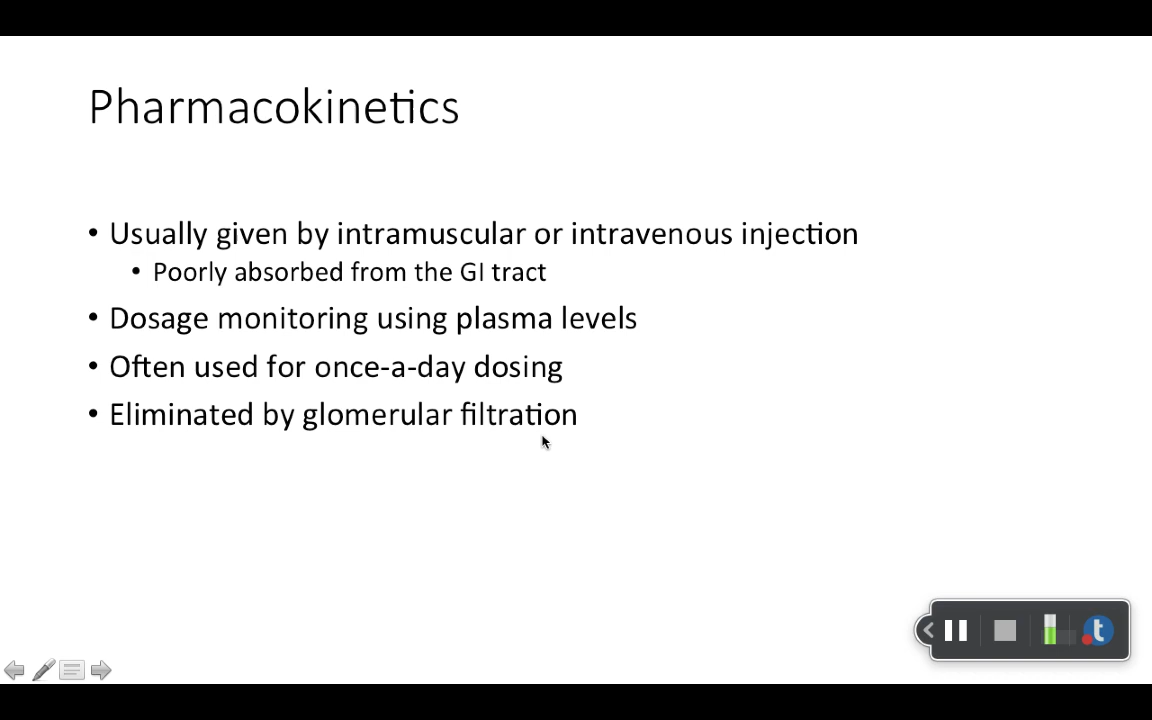 Pharmacokinetics
• Usually given by intramuscular or intravenous injection
• Poorly absorbed from the GI tract
• Dosage monitoring using plasma levels
• Often used for once-a-day dosing
• Eliminated by glomerular filtration
t